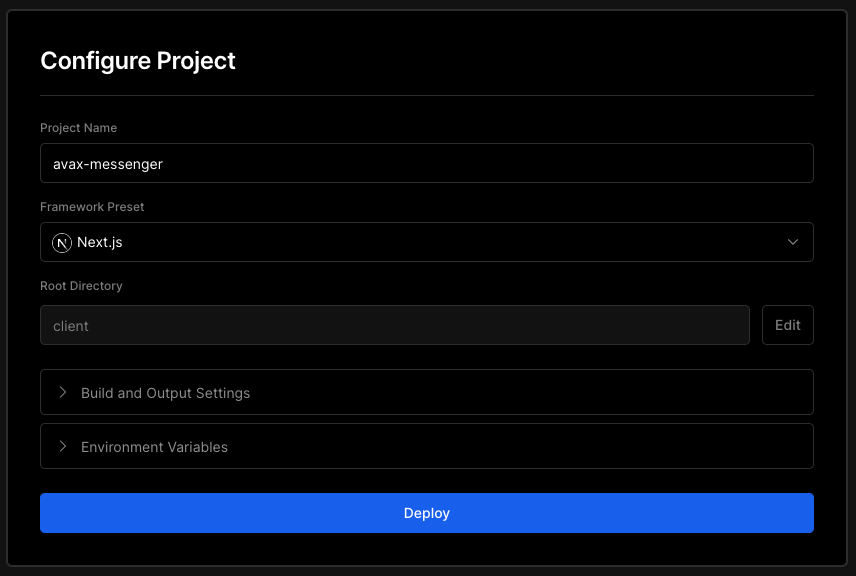 Configure Project
Project Name
avax-messenger
Framework Preset
N Next.js
Root Directory
client
Edit
Build and Output Settings
Environment Variables
Deploy